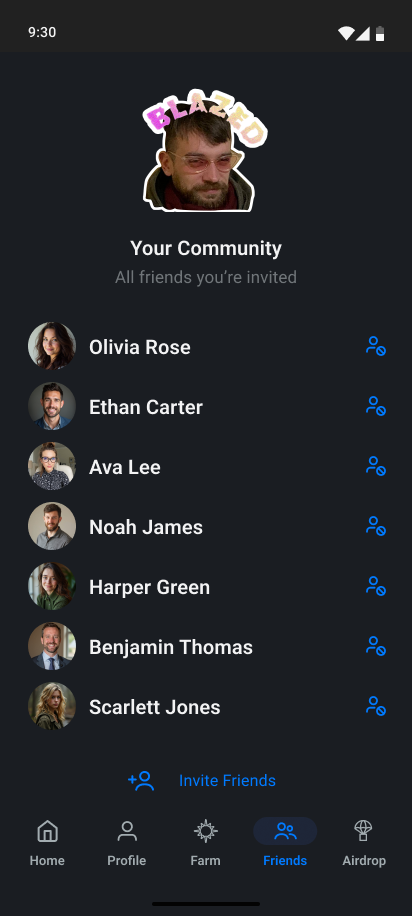 9:30
BLAZED
Your Community
All friends you're invited
Olivia Rose
Ethan Carter
Ava Lee
Noah James
Harper Green
Benjamin Thomas
Scarlett Jones
Invite Friends
Home Profile Farm Friends Airdrop